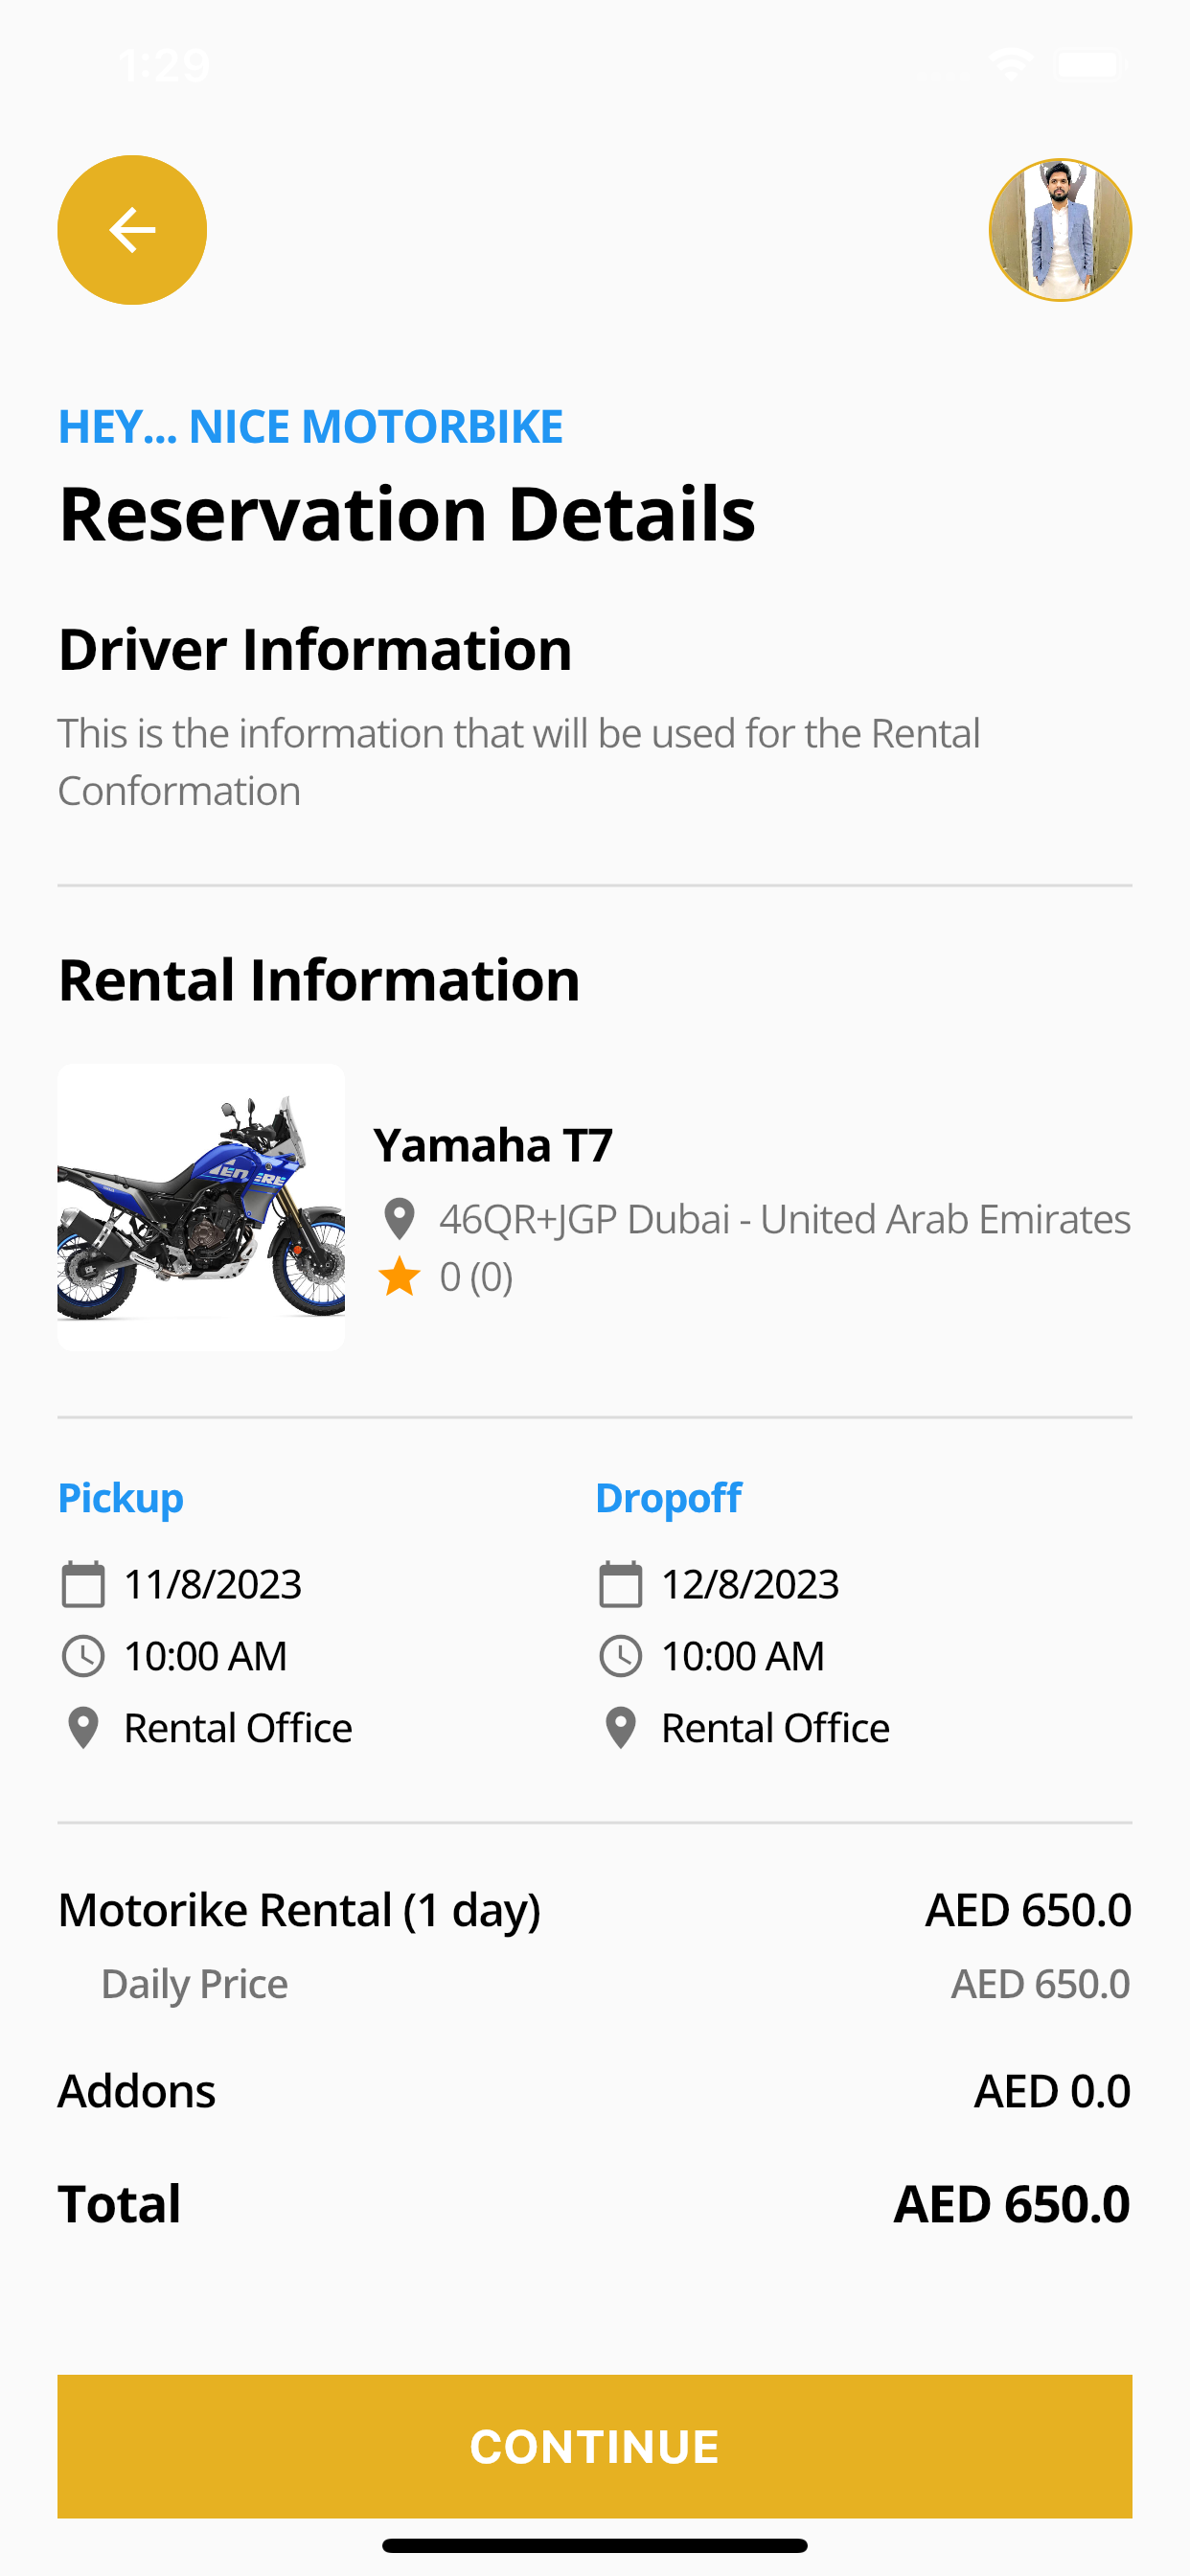 1:29
HEY... NICE MOTORBIKE
Reservation Details
Driver Information
This is the information that will be used for the Rental
Conformation
Rental Information
TENERE
Yamaha T7
46QR+JGP Dubai - United Arab Emirates
0 (0)
Pickup
Dropoff
11/8/2023
12/8/2023
10:00 AM
10:00 AM
Rental Office
Rental Office
Motorike Rental (1 day)
AED 650.0
Daily Price
AED 650.0
Addons
AED 0.0
Total
AED 650.0
CONTINUE